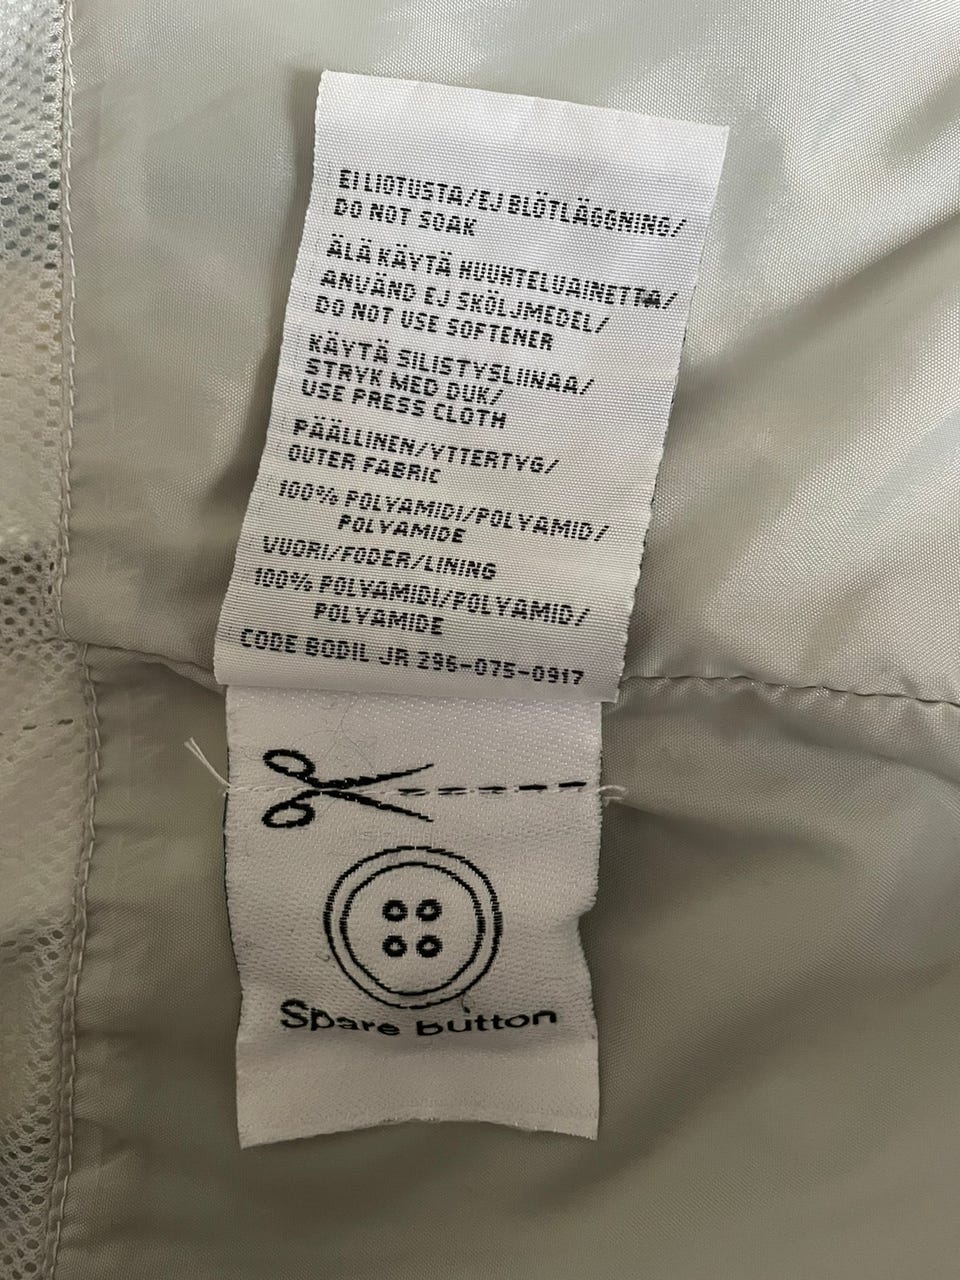 EI LIOTUSTA/EJ BLÖTLÄGGNING/
DO NOT SOAK
ÄLÄ KÄYTÄ HUUHTELUAINETTA/
ANVÄND EJ SKÖLJMEDEL/
DO NOT USE SOFTENER
KÄYTÄ SILISTYSLIINAA/
STRYK MED DUK/
USE PRESS CLOTH
PÄÄLLINEN/YTTERTYG/
OUTER FABRIC
100% POLYAMIDI/POLYAMID/
POLYAMIDE
VUORI/FODER/LINING
100% POLYAMIDI/POLYAMID/
POLYAMIDE
CODE BODIL JR 296-075-0917
Spare button